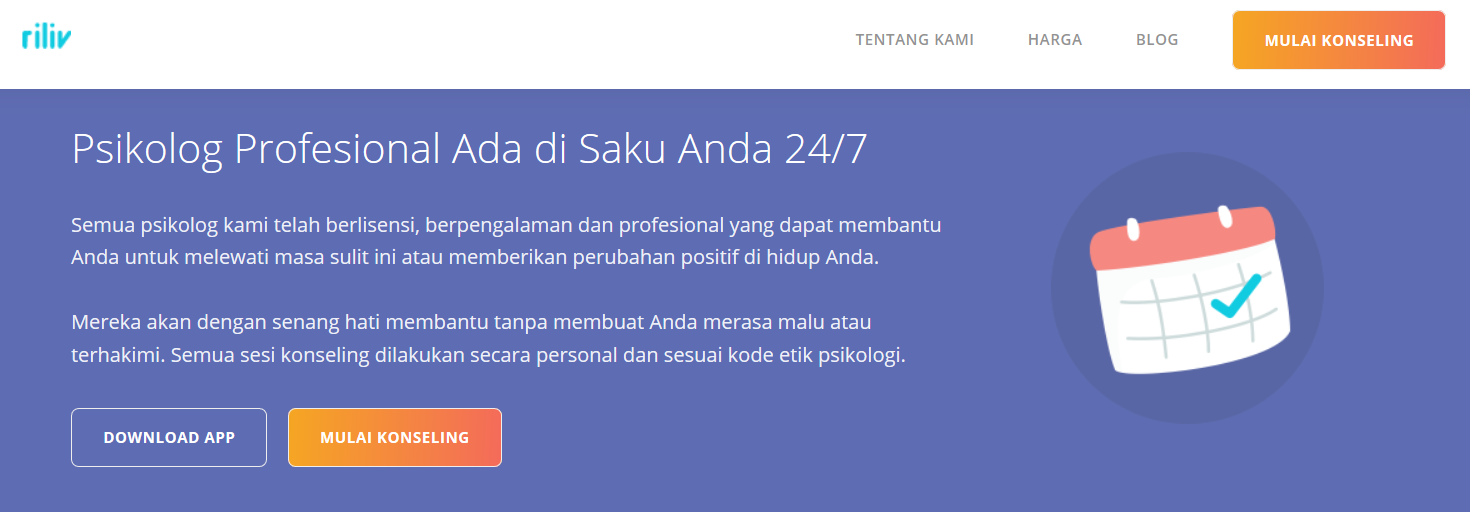 riliv
TENTANG KAMI
HARGA
BLOG
MULAI KONSELING
Psikolog Profesional Ada di Saku Anda 24/7
Semua psikolog kami telah berlisensi, berpengalaman dan profesional yang dapat membantu
Anda untuk melewati masa sulit ini atau memberikan perubahan positif di hidup Anda.
Mereka akan dengan senang hati membantu tanpa membuat Anda merasa malu atau
terhakimi. Semua sesi konseling dilakukan secara personal dan sesuai kode etik psikologi.
DOWNLOAD APP
MULAI KONSELING